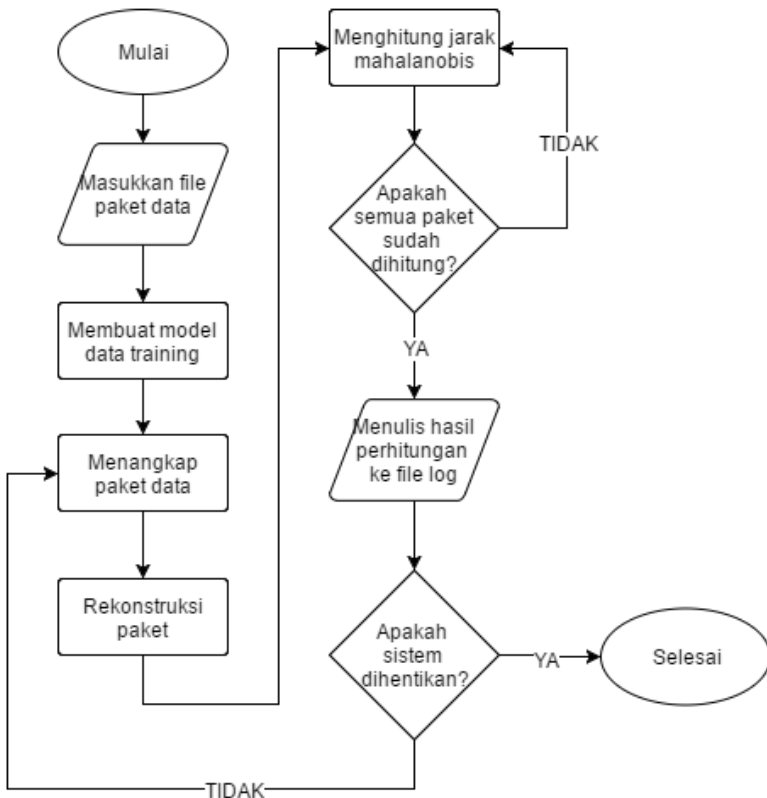 Mulai
Masukkan file
paket data
Membuat model
data training
Menangkap
paket data
Rekonstruksi
paket
Menghitung jarak
mahalanobis
TIDAK
Apakah
semua paket
sudah
dihitung?
YA
Menulis hasil
perhitungan
ke file log
Apakah
sistem
dihentikan?
YA
Selesai
TIDAK